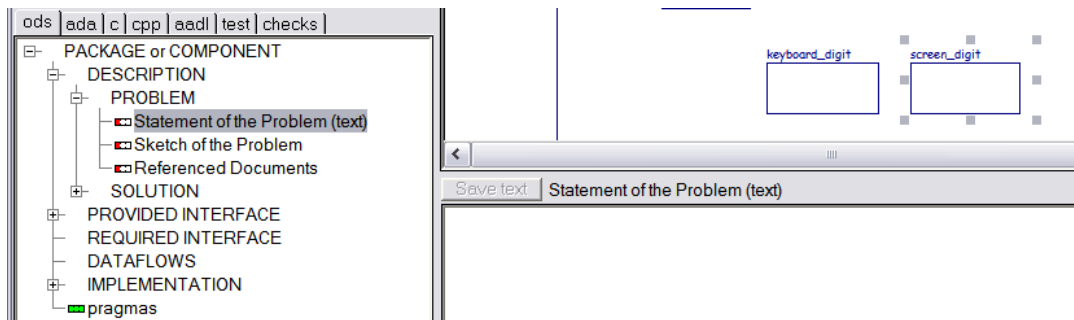 ods ada c cpp aadl test checks
PACKAGE or COMPONENT
DESCRIPTION
PROBLEM
Statement of the Problem (text)
Sketch of the Problem
Referenced Documents
SOLUTION
PROVIDED INTERFACE
REQUIRED INTERFACE
DATAFLOWS
IMPLEMENTATION
pragmas
keyboard_digit screen_digit
Save text Statement of the Problem (text)